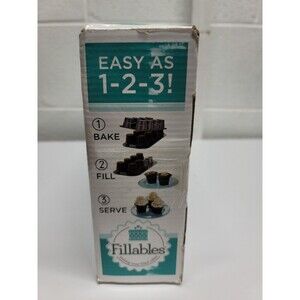 EASY AS
1-2-3!
1
BAKE
2
FILL
3
SERVE
Fillables